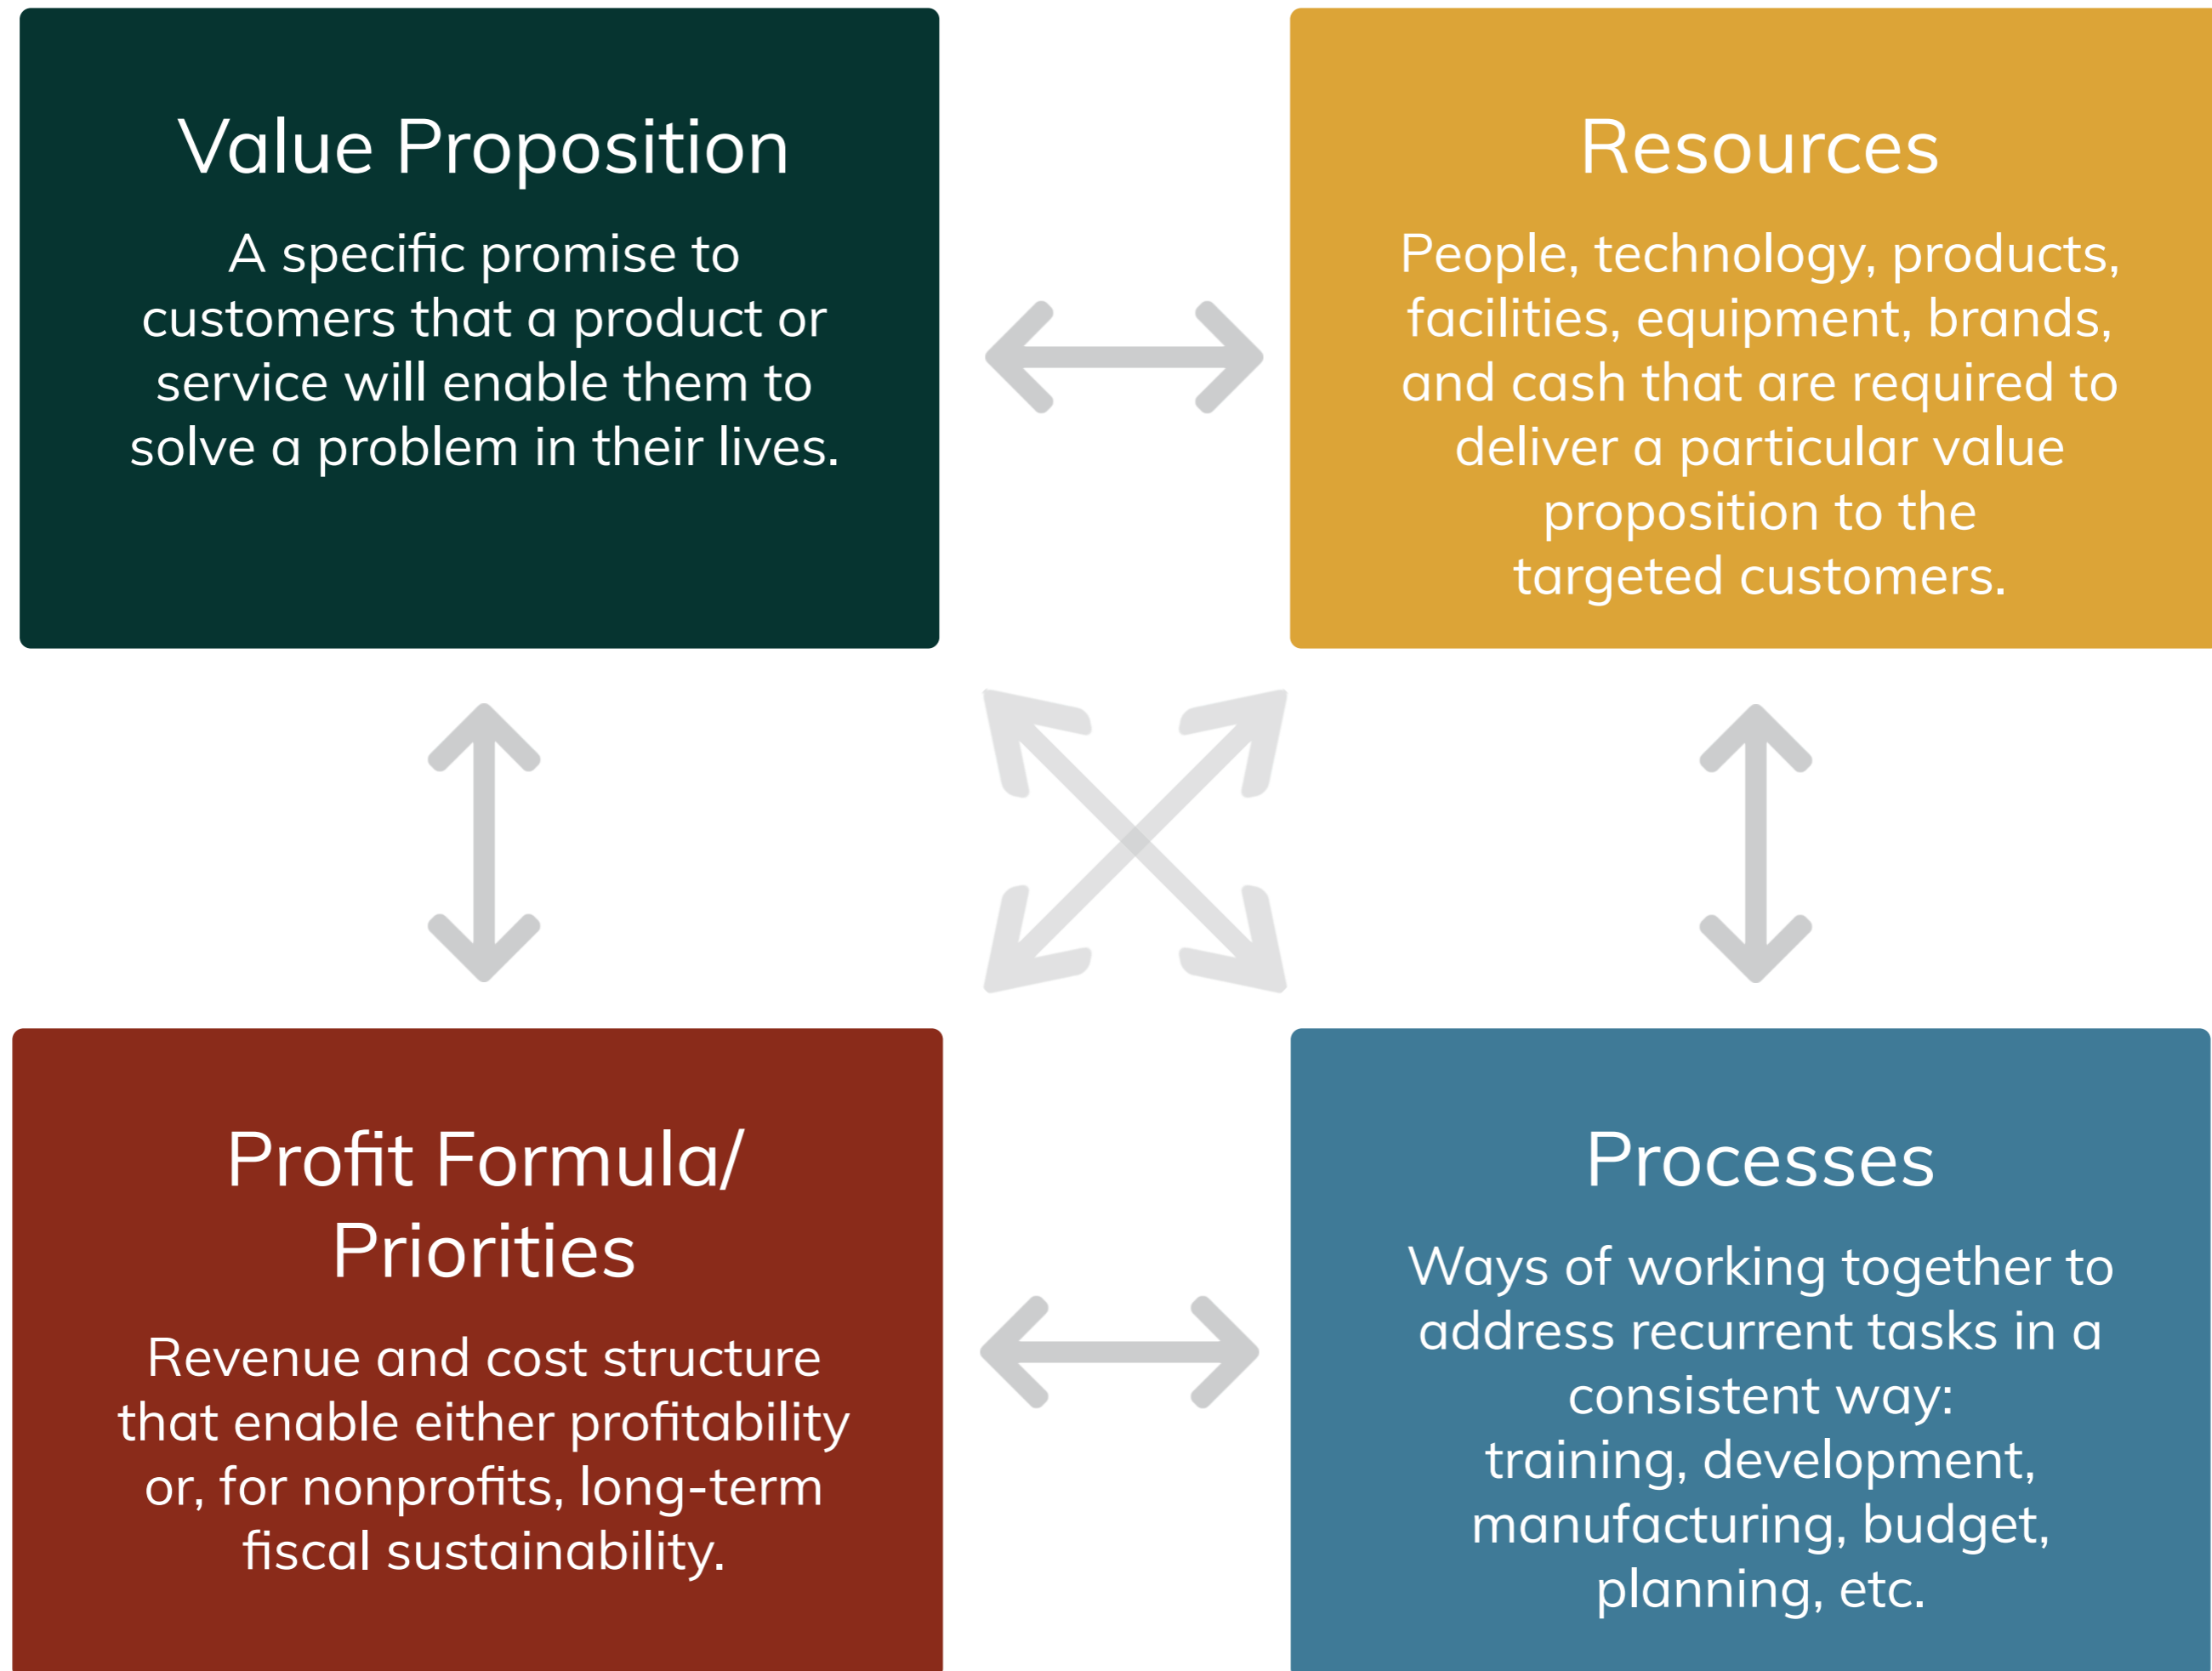 Value Proposition
A specific promise to
customers that a product or
service will enable them to
solve a problem in their lives.
Resources
People, technology, products,
facilities, equipment, brands,
and cash that are required to
deliver a particular value
proposition to the
targeted customers.
Profit Formula/
Priorities
Revenue and cost structure
that enable either profitability
or, for nonprofits, long-term
fiscal sustainability.
Processes
Ways of working together to
address recurrent tasks in a
consistent way:
training, development,
manufacturing, budget,
planning, etc.